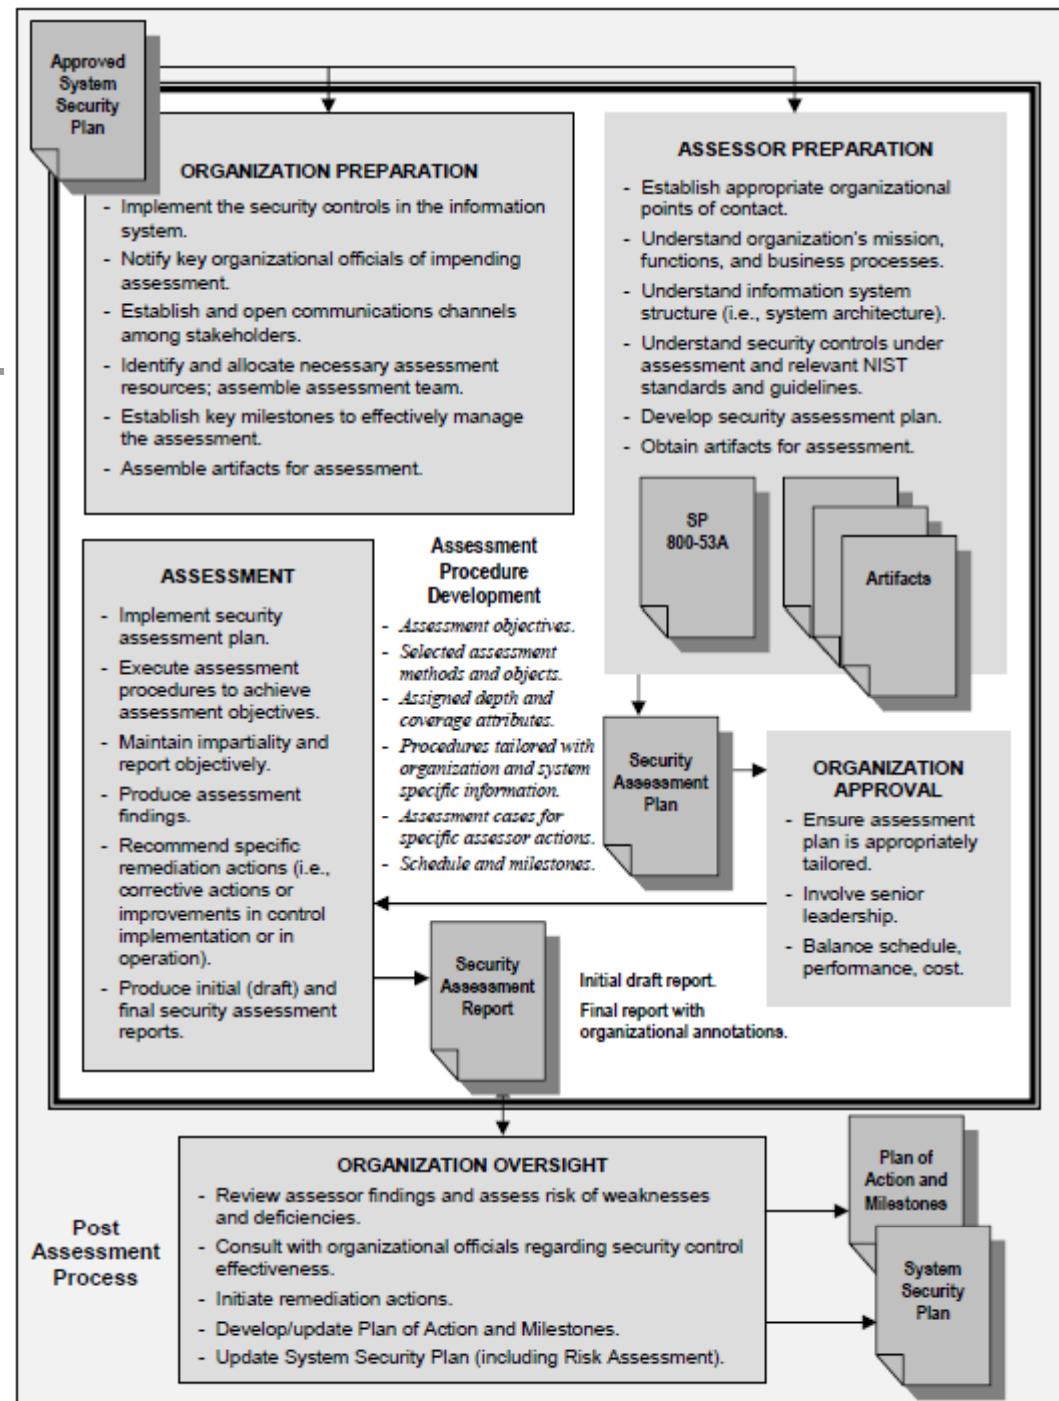 Approved
System
Security
Plan
ORGANIZATION PREPARATION
- Implement the security controls in the information
system.
- Notify key organizational officials of impending
assessment.
- Establish and open communications channels
among stakeholders.
- Identify and allocate necessary assessment
resources; assemble assessment team.
- Establish key milestones to effectively manage
the assessment.
- Assemble artifacts for assessment.
ASSESSOR PREPARATION
- Establish appropriate organizational
points of contact.
- Understand organization's mission,
functions, and business processes.
- Understand information system
structure (i.e., system architecture).
- Understand security controls under
assessment and relevant NIST
standards and guidelines.
- Develop security assessment plan.
- Obtain artifacts for assessment.
SP
800-53A
Artifacts
ASSESSMENT
- Implement security
assessment plan.
- Execute assessment
procedures to achieve
assessment objectives.
- Maintain impartiality and
report objectively.
- Produce assessment
findings.
- Recommend specific
remediation actions (i.e.,
corrective actions or
improvements in control
implementation or in
operation).
- Produce initial (draft) and
final security assessment
reports.
Assessment
Procedure
Development
- Assessment objectives.
- Selected assessment
methods and objects.
- Assigned depth and
coverage attributes.
- Procedures tailored with
organization and system
specific information.
- Assessment cases for
specific assessor actions.
- Schedule and milestones.
Security
Assessment
Plan
ORGANIZATION
APPROVAL
- Ensure assessment
plan is appropriately
tailored.
- Involve senior
leadership.
- Balance schedule,
performance, cost.
Security
Assessment
Report
Initial draft report.
Final report with
organizational annotations.
Post
Assessment
Process
ORGANIZATION OVERSIGHT
- Review assessor findings and assess risk of weaknesses
and deficiencies.
- Consult with organizational officials regarding security control
effectiveness.
- Initiate remediation actions.
- Develop/update Plan of Action and Milestones.
- Update System Security Plan (including Risk Assessment).
Plan of
Action and
Milestones
System
Security
Plan